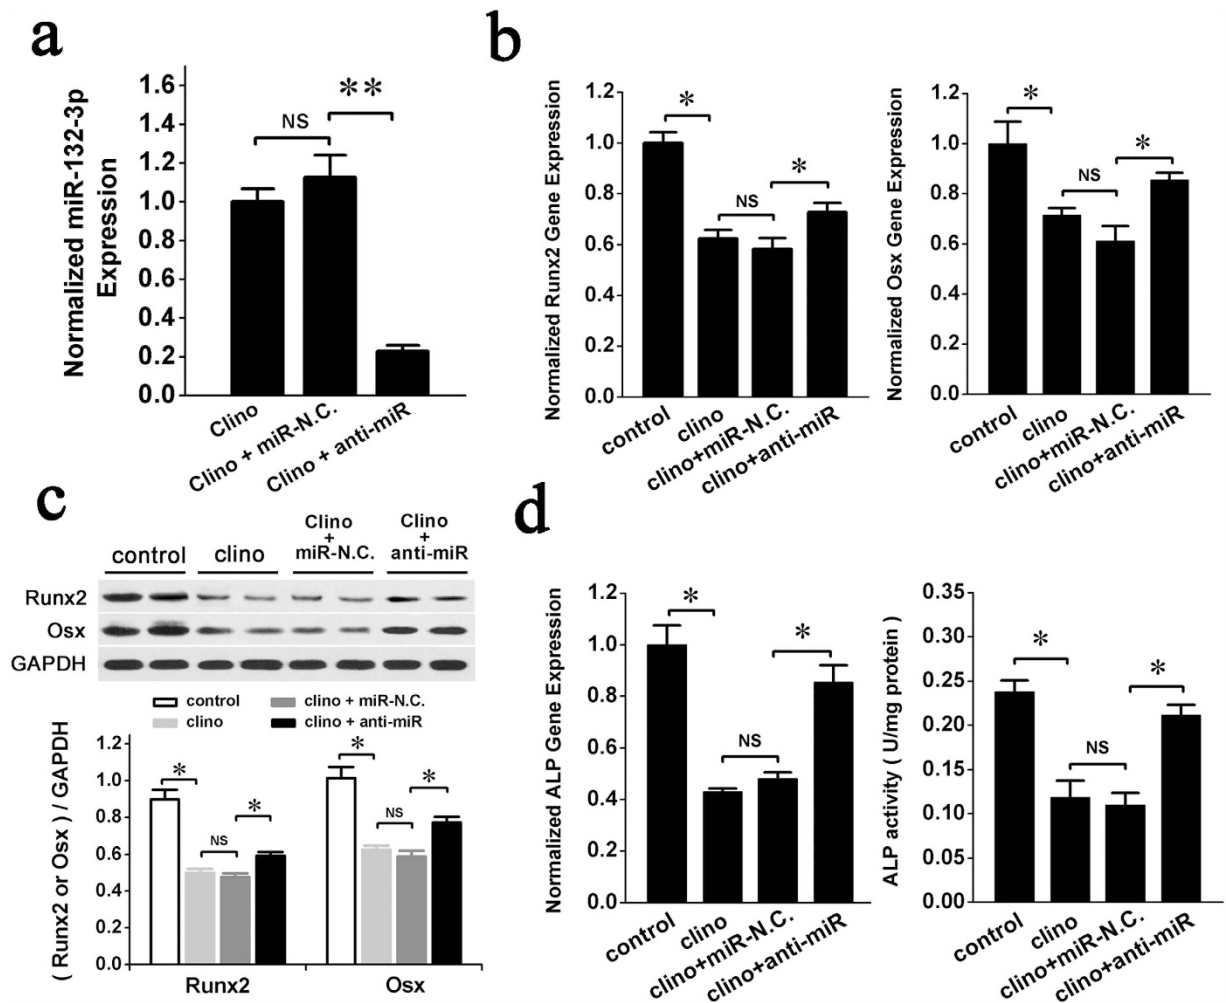 a
Normalized miR-132-3p
Expression
1.6
1.4
1.2
1.0
0.8
0.6
0.4
0.2
0.0
NS
**
Clino
Clino + miR-N.C.
Clino + anti-miR
b
Normalized Runx2 Gene Expression
1.2
1.0
0.8
0.6
0.4
0.2
0.0
*
NS
*
control
clino
clino+miR-N.C.
clino+anti-miR
Normalized Osx Gene Expression
1.2
1.0
0.8
0.6
0.4
0.2
0.0
*
NS
*
control
clino
clino+miR-N.C.
clino+anti-miR
c
control
clino
Clino
+
miR-N.C.
Clino
+
anti-miR
Runx2
Osx
GAPDH
control
clino + miR-N.C.
clino
clino + anti-miR
( Runx2 or Osx ) / GAPDH
1.2
1.0
0.8
0.6
0.4
0.2
0.0
*
NS
*
*
NS
*
Runx2
Osx
d
Normalized ALP Gene Expression
1.2
1.0
0.8
0.6
0.4
0.2
0.0
*
NS
*
control
clino
clino+miR-N.C.
clino+anti-miR
ALP activity ( U/mg protein )
0.35
0.30
0.25
0.20
0.15
0.10
0.05
0.00
*
NS
*
control
clino
clino+miR-N.C.
clino+anti-miR